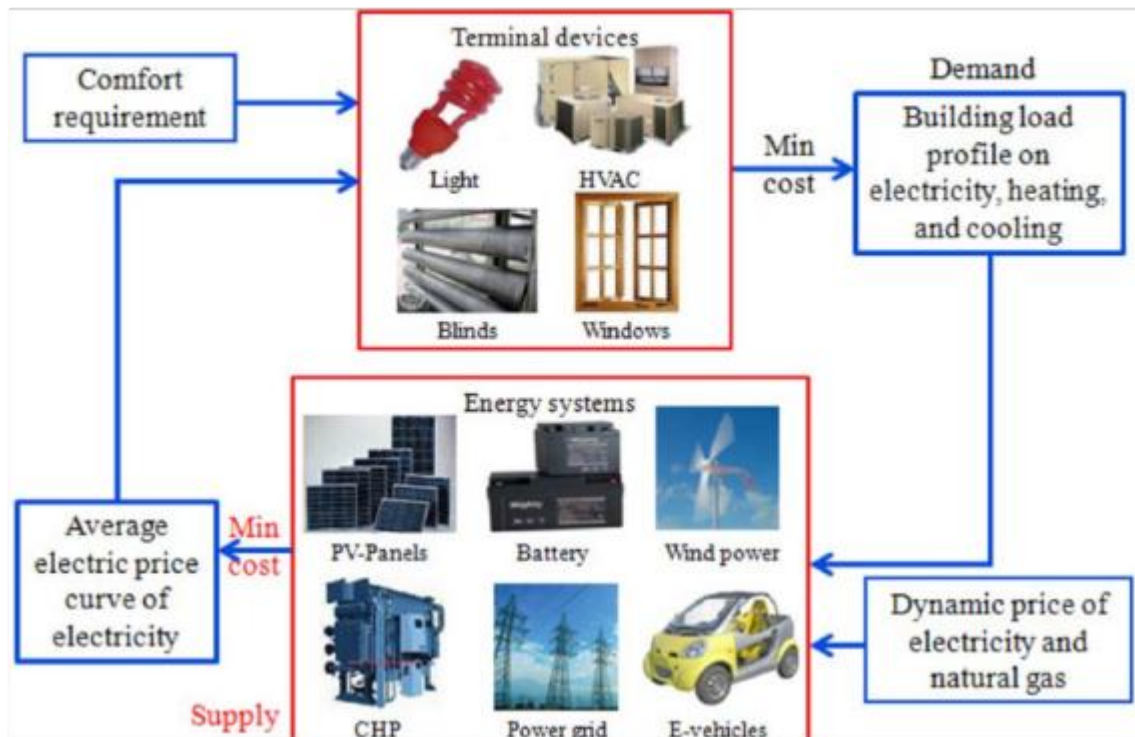 Terminal devices
Comfort
requirement
Light
HVAC
Blinds
Windows
Min
cost
Demand
Building load
profile on
electricity, heating,
and cooling
Energy systems
PV-Panels
Battery
Wind power
CHP
Power grid
E-vehicles
Min
cost
Average
electric price
curve of
electricity
Supply
Dynamic price of
electricity and
natural gas